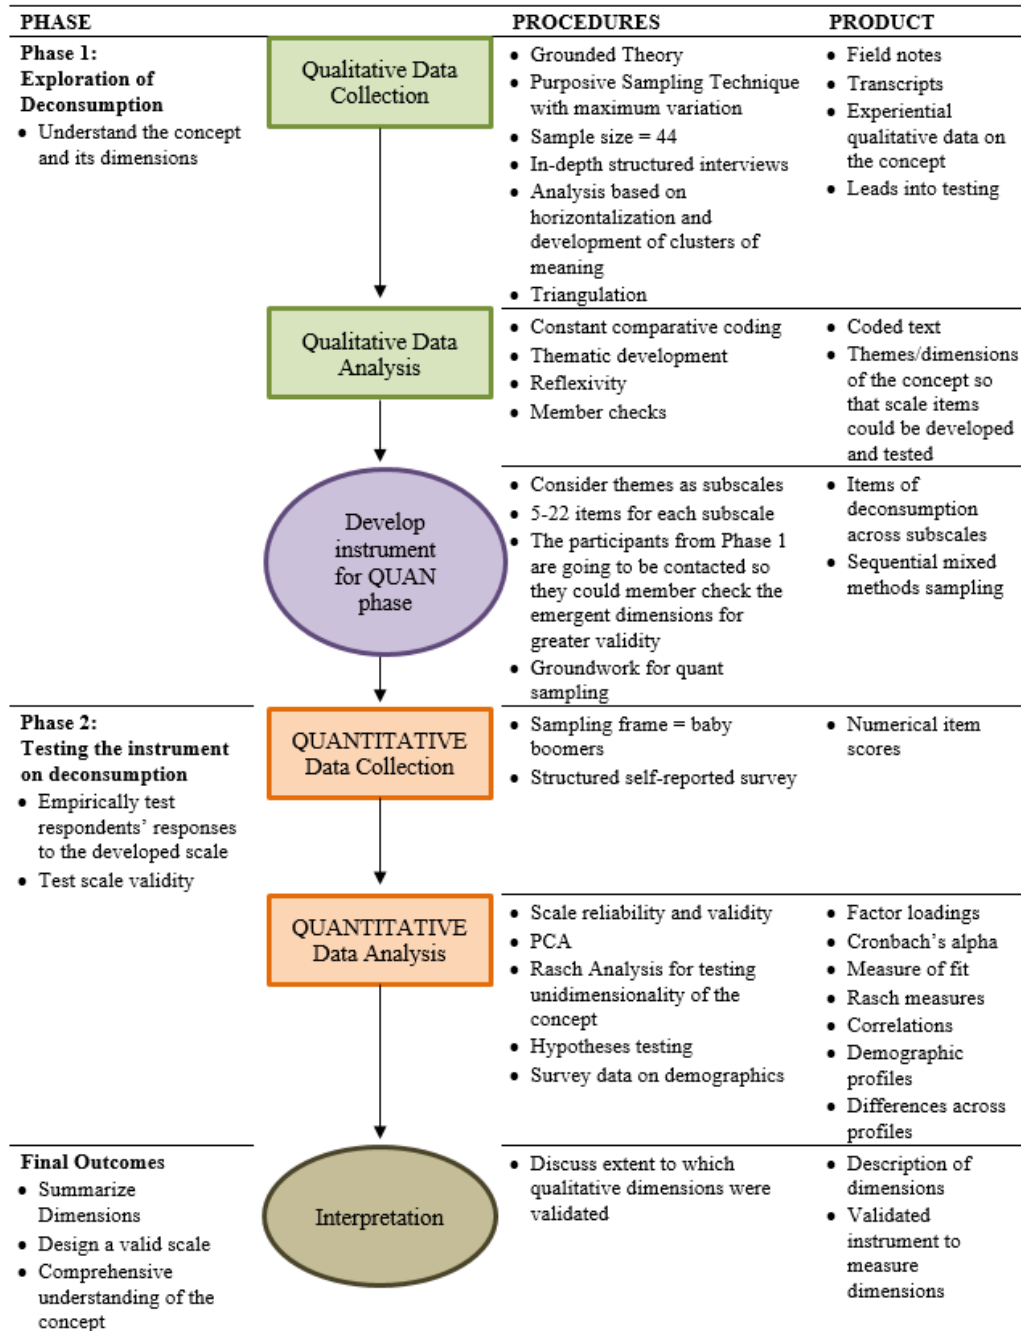 PHASE
PROCEDURES
PRODUCT
Phase 1:
Exploration of
Deconsumption
• Understand the concept
and its dimensions
Qualitative Data
Collection
• Grounded Theory
• Purposive Sampling Technique
with maximum variation
• Sample size = 44
• In-depth structured interviews
• Analysis based on
horizontalization and
development of clusters of
meaning
• Triangulation
• Field notes
• Transcripts
• Experiential
qualitative data on
the concept
• Leads into testing
Qualitative Data
Analysis
• Constant comparative coding
• Thematic development
• Reflexivity
• Member checks
• Coded text
• Themes/dimensions
of the concept so
that scale items
could be developed
and tested
Develop
instrument
for QUAN
phase
• Consider themes as subscales
• 5-22 items for each subscale
• The participants from Phase 1
are going to be contacted so
they could member check the
emergent dimensions for
greater validity
• Groundwork for quant
sampling
• Items of
deconsumption
across subscales
• Sequential mixed
methods sampling
Phase 2:
Testing the instrument
on deconsumption
• Empirically test
respondents’ responses
to the developed scale
• Test scale validity
QUANTITATIVE
Data Collection
• Sampling frame = baby
boomers
• Structured self-reported survey
• Numerical item
scores
QUANTITATIVE
Data Analysis
• Scale reliability and validity
• PCA
• Rasch Analysis for testing
unidimensionality of the
concept
• Hypotheses testing
• Survey data on demographics
• Factor loadings
• Cronbach’s alpha
• Measure of fit
• Rasch measures
• Correlations
• Demographic
profiles
• Differences across
profiles
Final Outcomes
• Summarize
Dimensions
• Design a valid scale
• Comprehensive
understanding of the
concept
Interpretation
• Discuss extent to which
qualitative dimensions were
validated
• Description of
dimensions
• Validated
instrument to
measure
dimensions